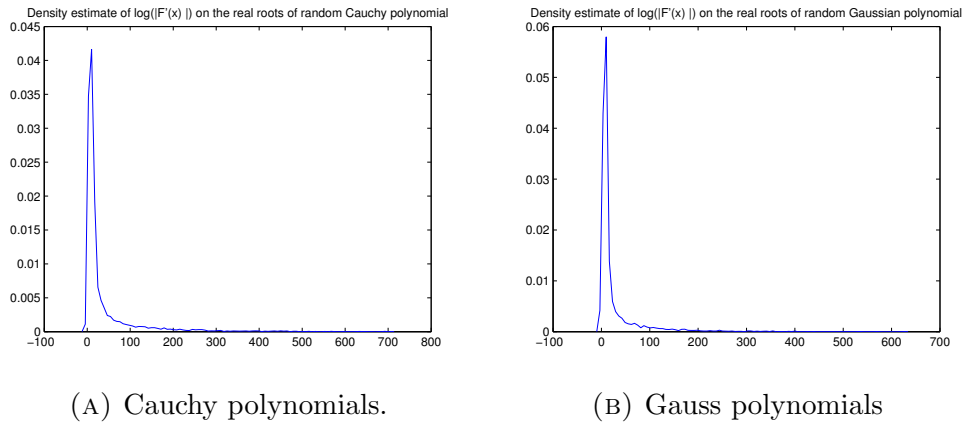 Density estimate of log(|F'(x) |) on the real roots of random Cauchy polynomial
0.045
0.04
0.035
0.03
0.025
0.02
0.015
0.01
0.005
0
−100 0 100 200 300 400 500 600 700 800
(A) Cauchy polynomials.
Density estimate of log(|F'(x) |) on the real roots of random Gaussian polynomial
0.06
0.05
0.04
0.03
0.02
0.01
0
−100 0 100 200 300 400 500 600 700
(B) Gauss polynomials